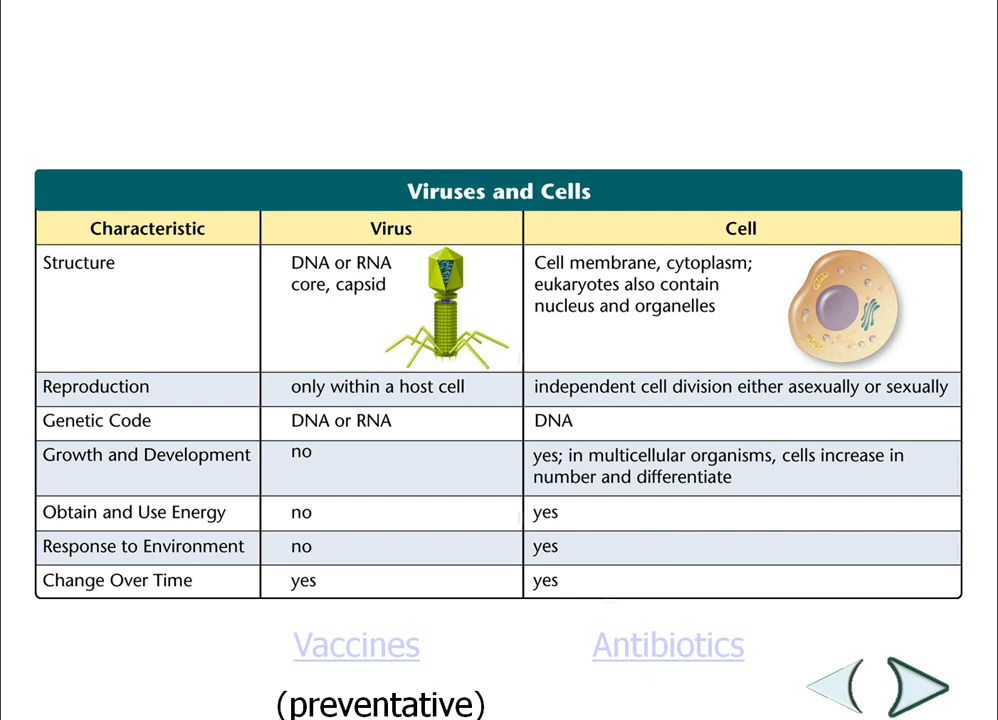 Viruses and Cells
Characteristic Virus Cell
Structure DNA or RNA Cell membrane, cytoplasm;
core, capsid eukaryotes also contain
nucleus and organelles
Reproduction only within a host cell independent cell division either asexually or sexually
Genetic Code DNA or RNA DNA
Growth and Development no yes; in multicellular organisms, cells increase in
number and differentiate
Obtain and Use Energy no yes
Response to Environment no yes
Change Over Time yes yes
Vaccines Antibiotics
(preventative)